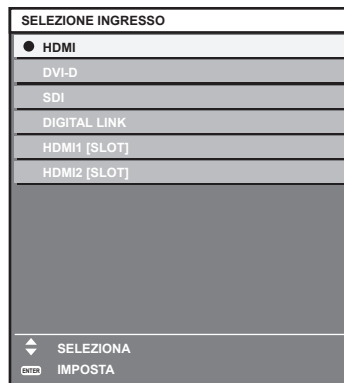 SELEZIONE INGRESSO
HDMI
DVI-D
SDI
DIGITAL LINK
HDMI1 [SLOT]
HDMI2 [SLOT]
SELEZIONA
ENTER IMPOSTA